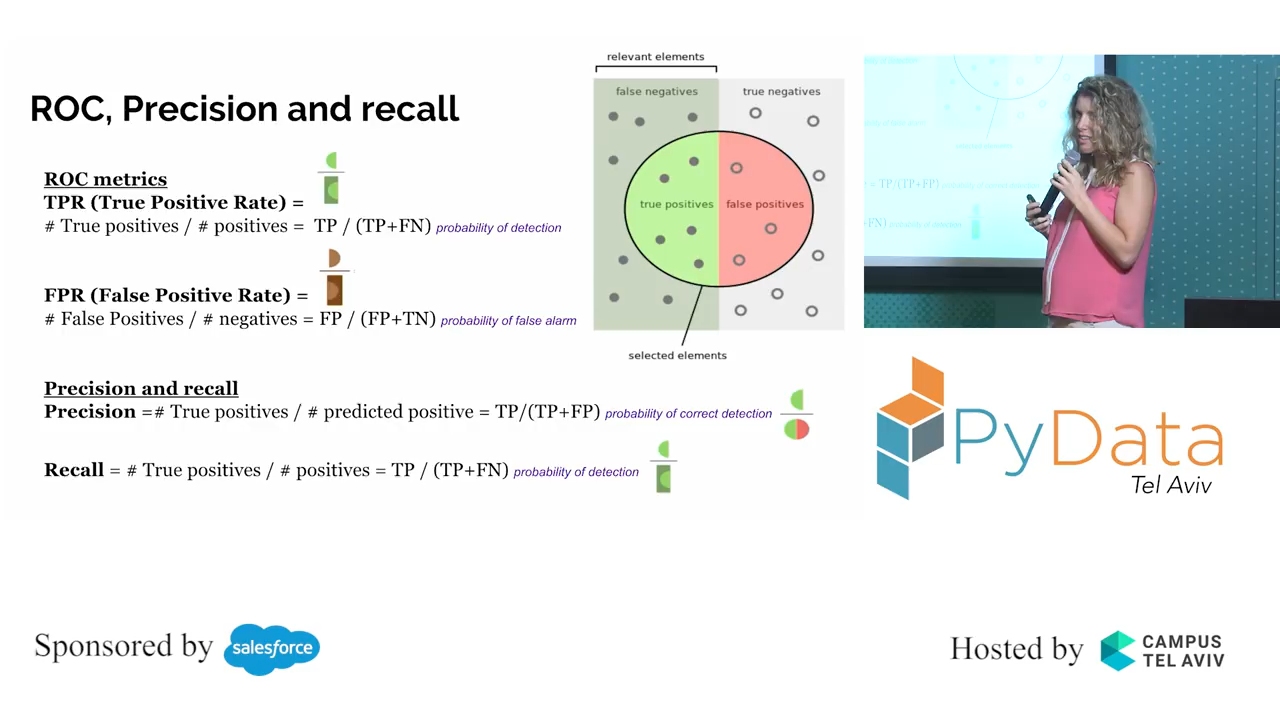 ROC, Precision and recall
ROC metrics
TPR (True Positive Rate) =
# True positives / # positives = TP / (TP+FN) probability of detection
FPR (False Positive Rate) =
# False Positives / # negatives = FP / (FP+TN) probability of false alarm
Precision and recall
Precision =# True positives / # predicted positive = TP/(TP+FP) probability of correct detection
Recall = # True positives / # positives = TP / (TP+FN) probability of detection
relevant elements
false negatives
true negatives
true positives
false positives
selected elements
= TP/(TP+FP)
PyData
Tel Aviv
Sponsored by salesforce
Hosted by CAMPUS
TEL AVIV